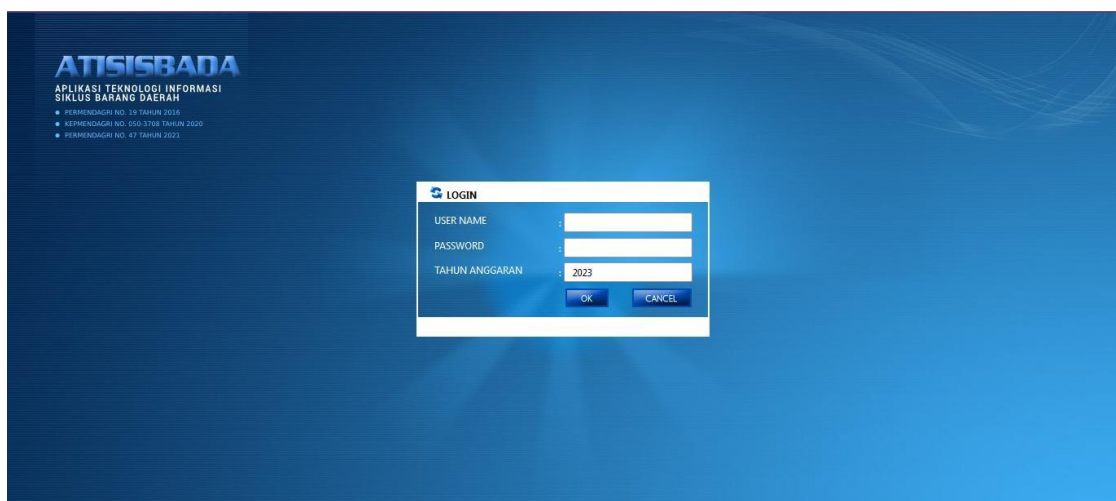 ATISISBADA
APLIKASI TEKNOLOGI INFORMASI
SIKLUS BARANG DAERAH
• PERMENDAGRI NO. 19 TAHUN 2016
• KEPMENDAGRI NO. 050-3708 TAHUN 2020
• PERMENDAGRI NO. 47 TAHUN 2021
LOGIN
USER NAME :
PASSWORD :
TAHUN ANGGARAN : 2023
OK CANCEL